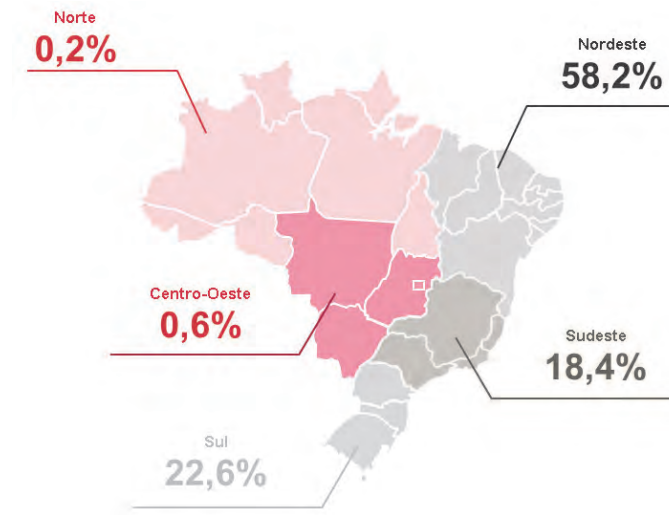 Norte
0,2%
Nordeste
58,2%
Centro-Oeste
0,6%
Sudeste
18,4%
Sul
22,6%